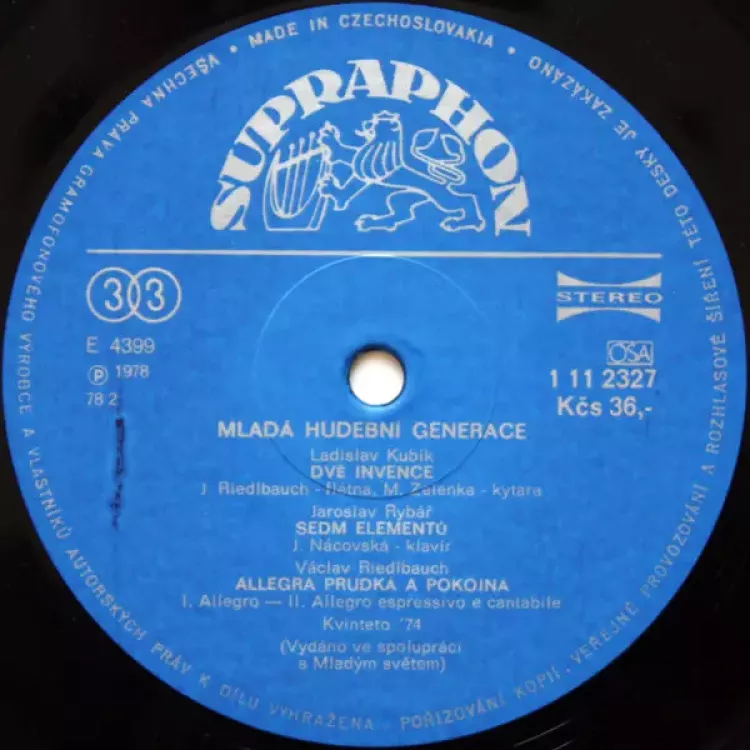 VŠECHNA PRÁVA GRAMOFONOVÉHO VÝROBCE A VLASTNÍKŮ AUTORSKÝCH PRÁV K DÍLU VYHRAŽENA. POŘIZOVÁNÍ KOPIÍ, VEŘEJNÉ PROVOZOVÁNÍ A ROZHLASOVÉ ŠÍŘENÍ TÉTO DESKY JE ZAKÁZÁNO
• MADE IN CZECHOSLOVAKIA •
SUPRAPHON
33
STEREO
E 4399
OSA
Ⓟ 1978
1 11 2327
78 2
Kčs 36,-
MLADÁ HUDEBNÍ GENERACE
Ladislav Kubík
DVĚ INVENCE
J. Riedlbauch - flétna, M. Zelenka - kytara
Jaroslav Rybář
SEDM ELEMENTŮ
J. Nácovská - klavír
Václav Riedlbauch
ALLEGRA PRUDKÁ A POKOJNÁ
I. Allegro — II. Allegro espressivo e cantabile
Kvinteto '74
(Vydáno ve spolupráci
s Mladým světem)